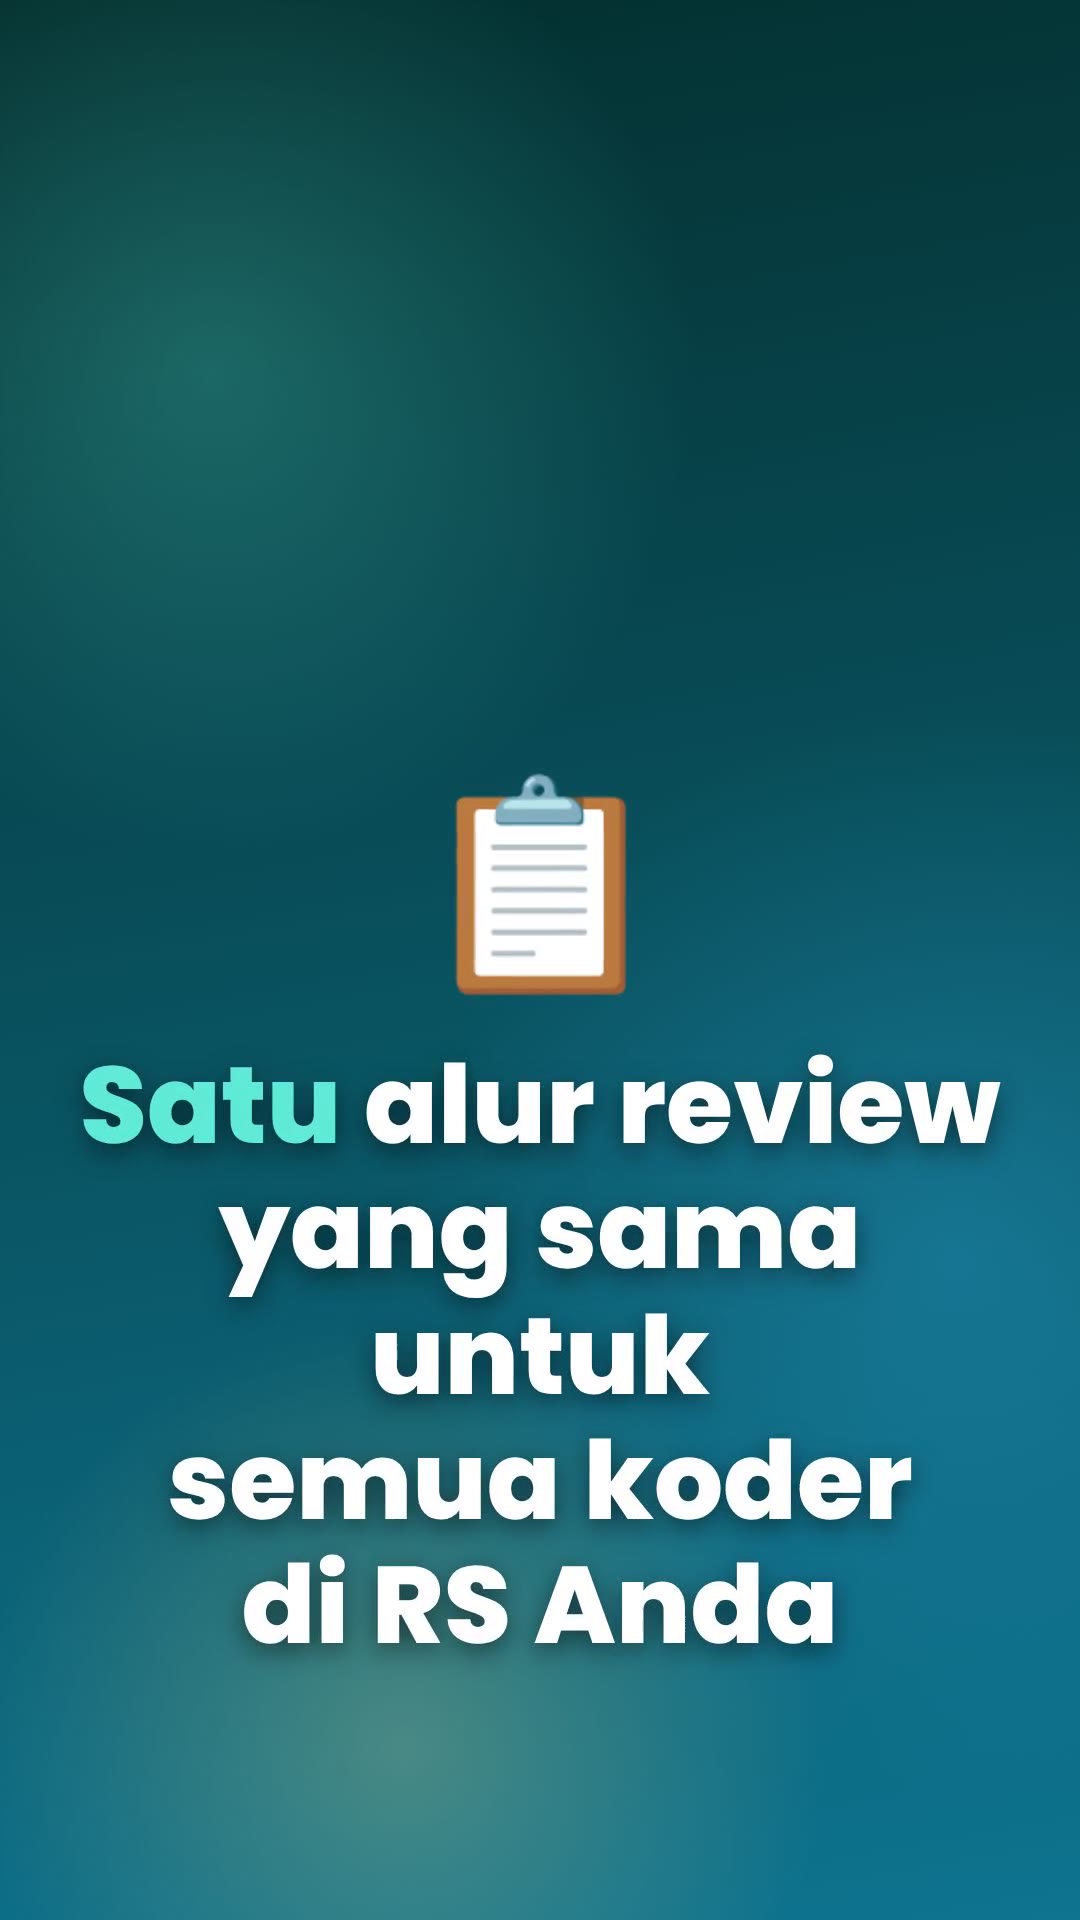 Satu alur review
yang sama
untuk
semua koder
di RS Anda